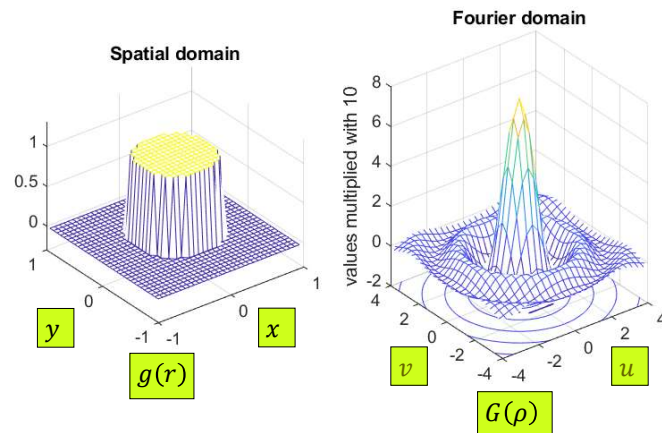 Spatial domain
1
0.5
0
1
0
-1
-1
0
1
y
x
g(r)
Fourier domain
values multiplied with 10
8
6
4
2
0
-2
4
2
0
-2
-4
-4
-2
0
2
4
v
u
G(ρ)